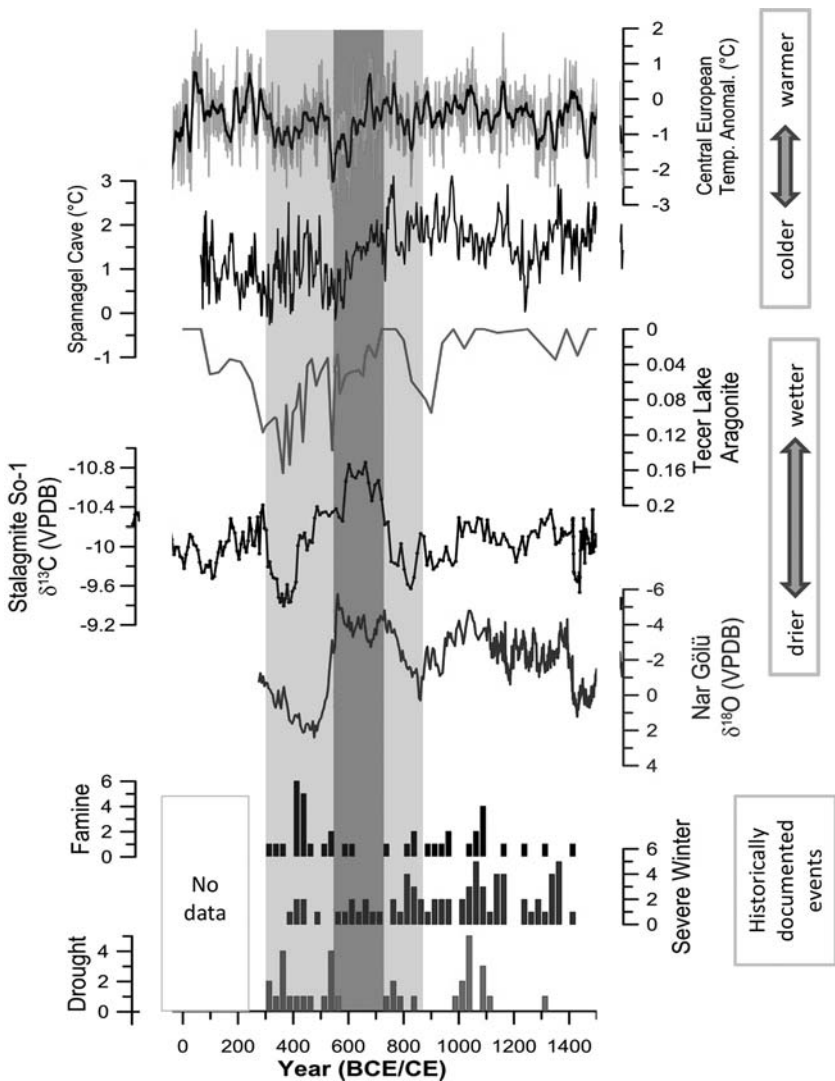 2
1
0
-1
-2
-3
Central European
Temp. Anomal. (°C)
warmer
colder
3
2
1
0
-1
Spannagel Cave (°C)
0
0.04
0.08
0.12
0.16
0.2
Tecer Lake
Aragonite
wetter
drier
-10.8
-10.4
-10
-9.6
-9.2
Stalagmite So-1
δ13C (VPDB)
-6
-4
-2
0
2
4
Nar Gölü
δ18O (VPDB)
6
4
2
0
Famine
6
4
2
0
Severe Winter
No
data
Historically
documented
events
4
2
0
Drought
0 200 400 600 800 1000 1200 1400
Year (BCE/CE)